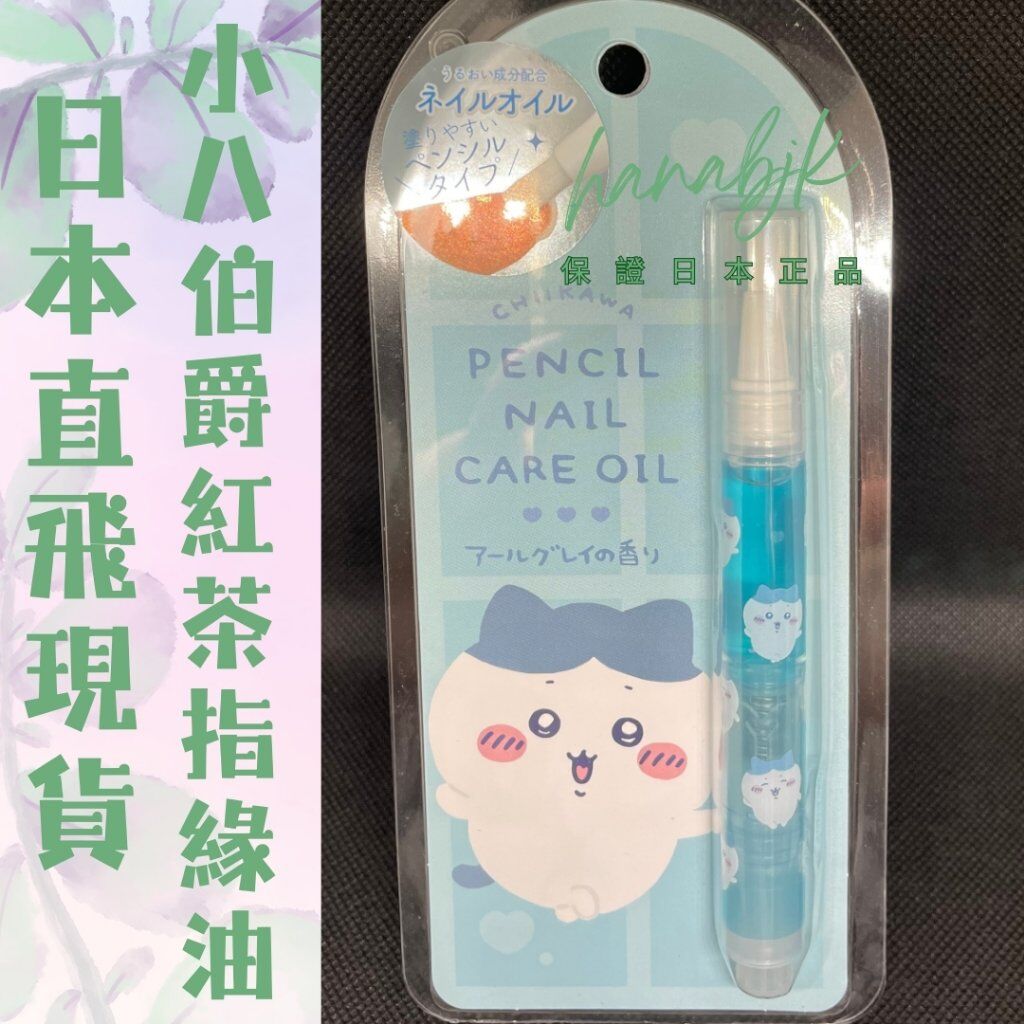 小八伯爵紅茶指緣油
日本直飛現貨
うるおい成分配合
ネイルオイル
塗りやすい
ペンシル
タイプ
hanabjk
保證日本正品
CHIIKAWA
PENCIL
NAIL
CARE OIL
アールグレイの香り